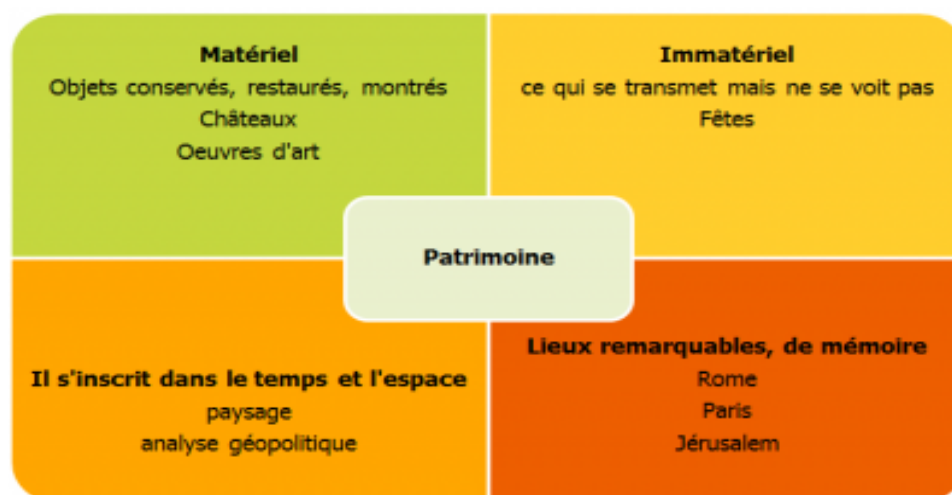 Matériel
Objets conservés, restaurés, montrés
Châteaux
Oeuvres d'art
Immatériel
ce qui se transmet mais ne se voit pas
Fêtes
Patrimoine
Il s'inscrit dans le temps et l'espace
paysage
analyse géopolitique
Lieux remarquables, de mémoire
Rome
Paris
Jérusalem